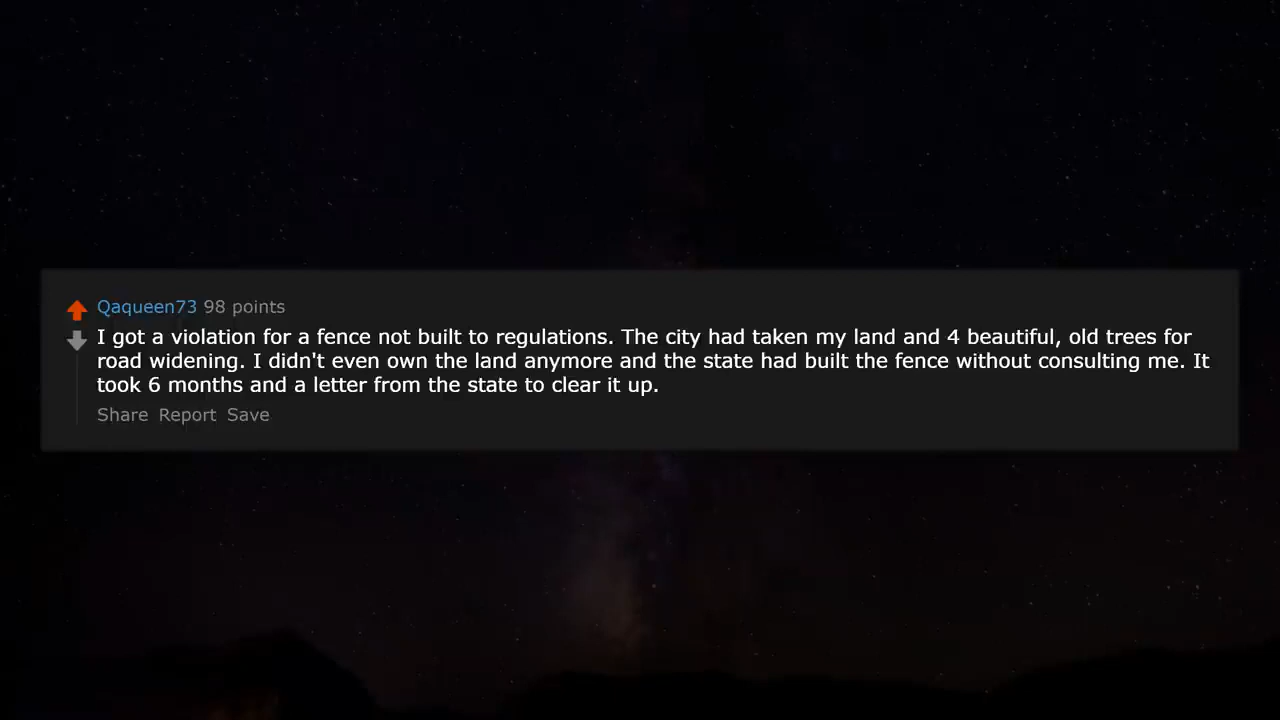 Qaqueen73 98 points
I got a violation for a fence not built to regulations. The city had taken my land and 4 beautiful, old trees for
road widening. I didn't even own the land anymore and the state had built the fence without consulting me. It
took 6 months and a letter from the state to clear it up.
Share Report Save